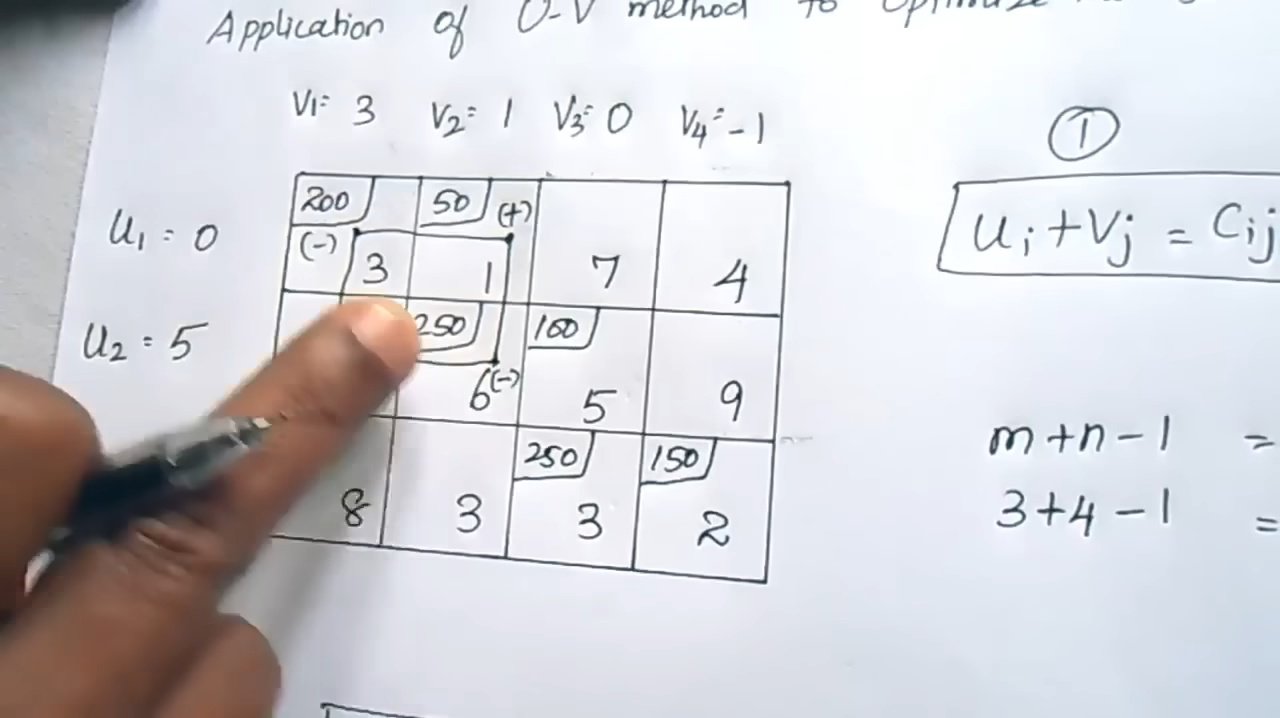 Application of U-V method to Optimize
V1= 3 V2= 1 V3= 0 V4= -1
①
U1 = 0
200 50 (+)
(-) 3 1 7 4
Ui + Vj = Cij
U2 = 5
250 100
6 (-) 5 9
250 150
8 3 3 2
m+n-1 =
3+4-1 =